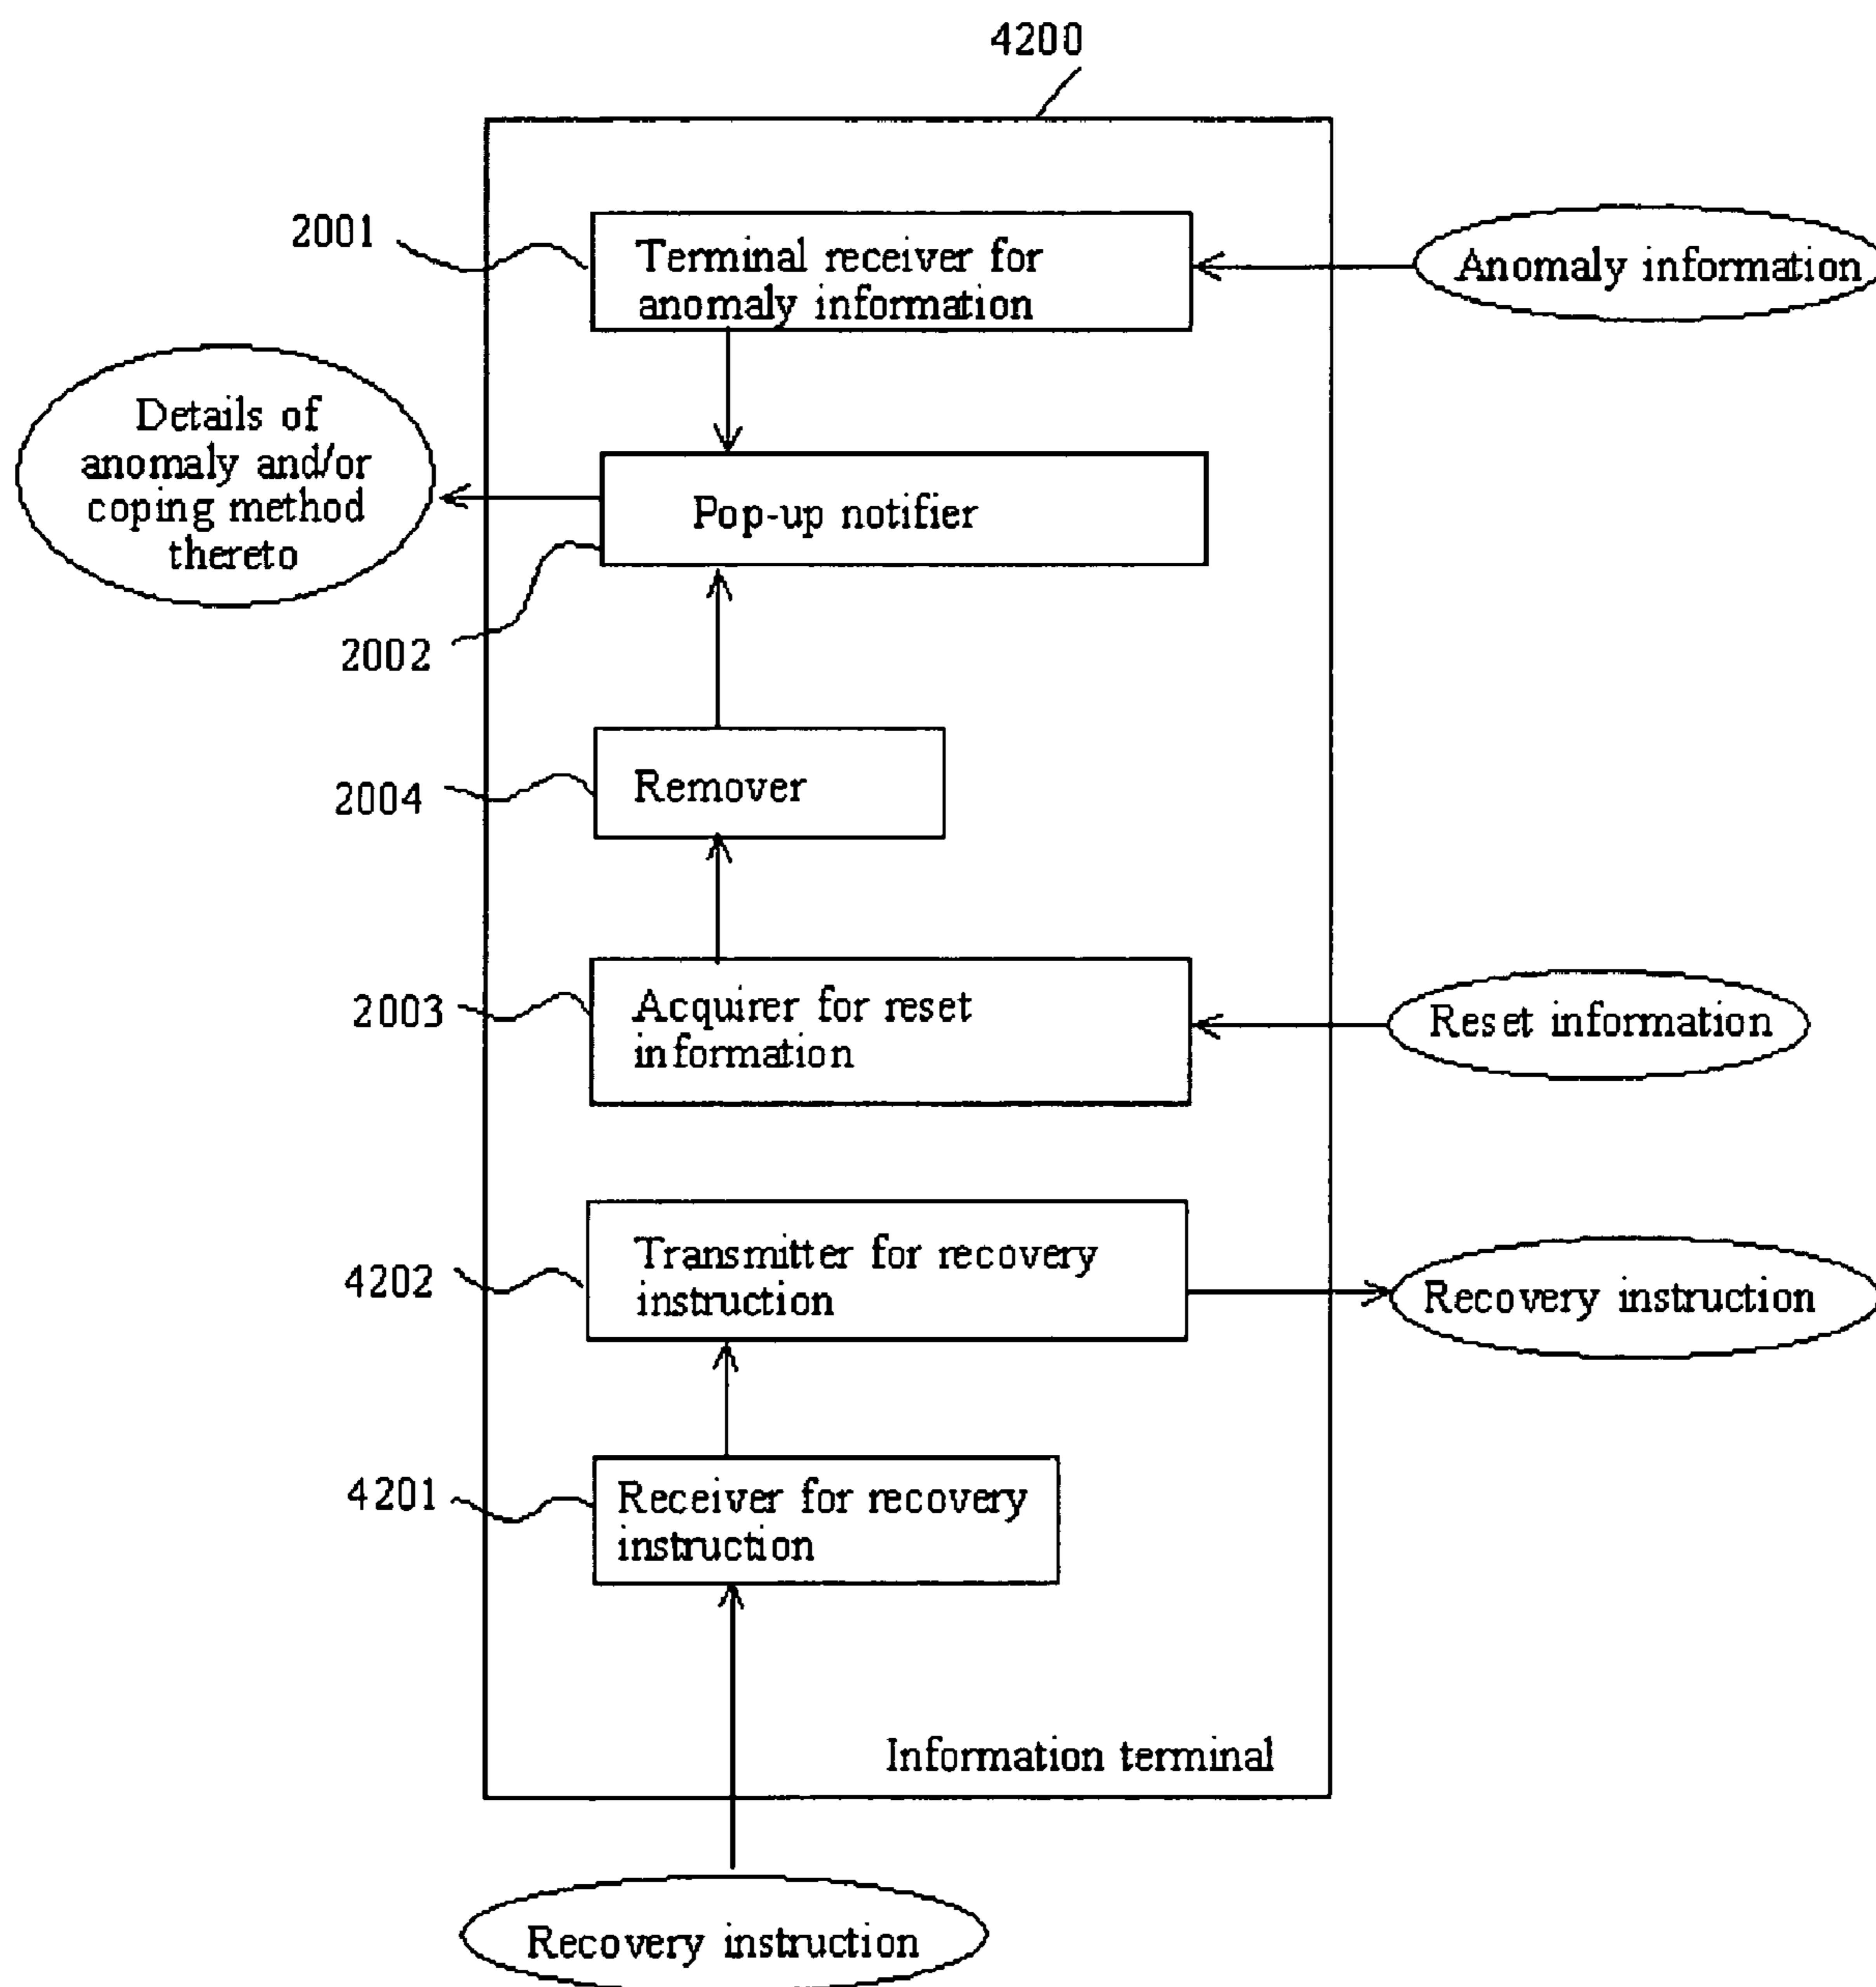 4200
2001
Terminal receiver for
anomaly information
Anomaly information
Details of
anomaly and/or
coping method
thereto
Pop-up notifier
2002
2004
Remover
2003
Acquirer for reset
information
Reset information
4202
Transmitter for recovery
instruction
Recovery instruction
4201
Receiver for recovery
instruction
Information terminal
Recovery instruction